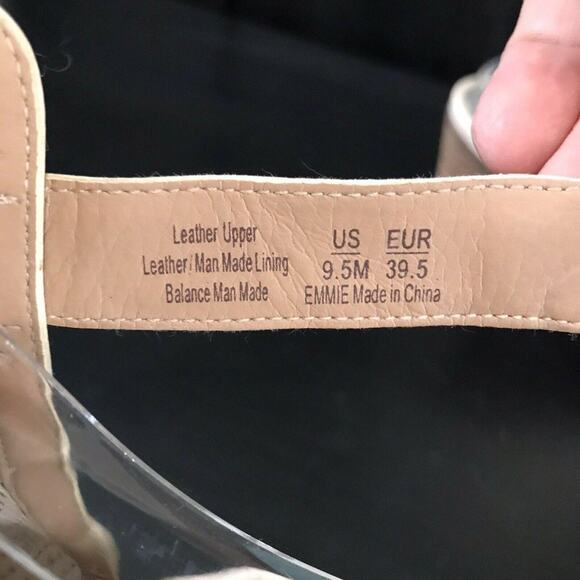 Leather Upper
Leather/Man Made Lining
Balance Man Made
US EUR
9.5M 39.5
EMMIE Made in China